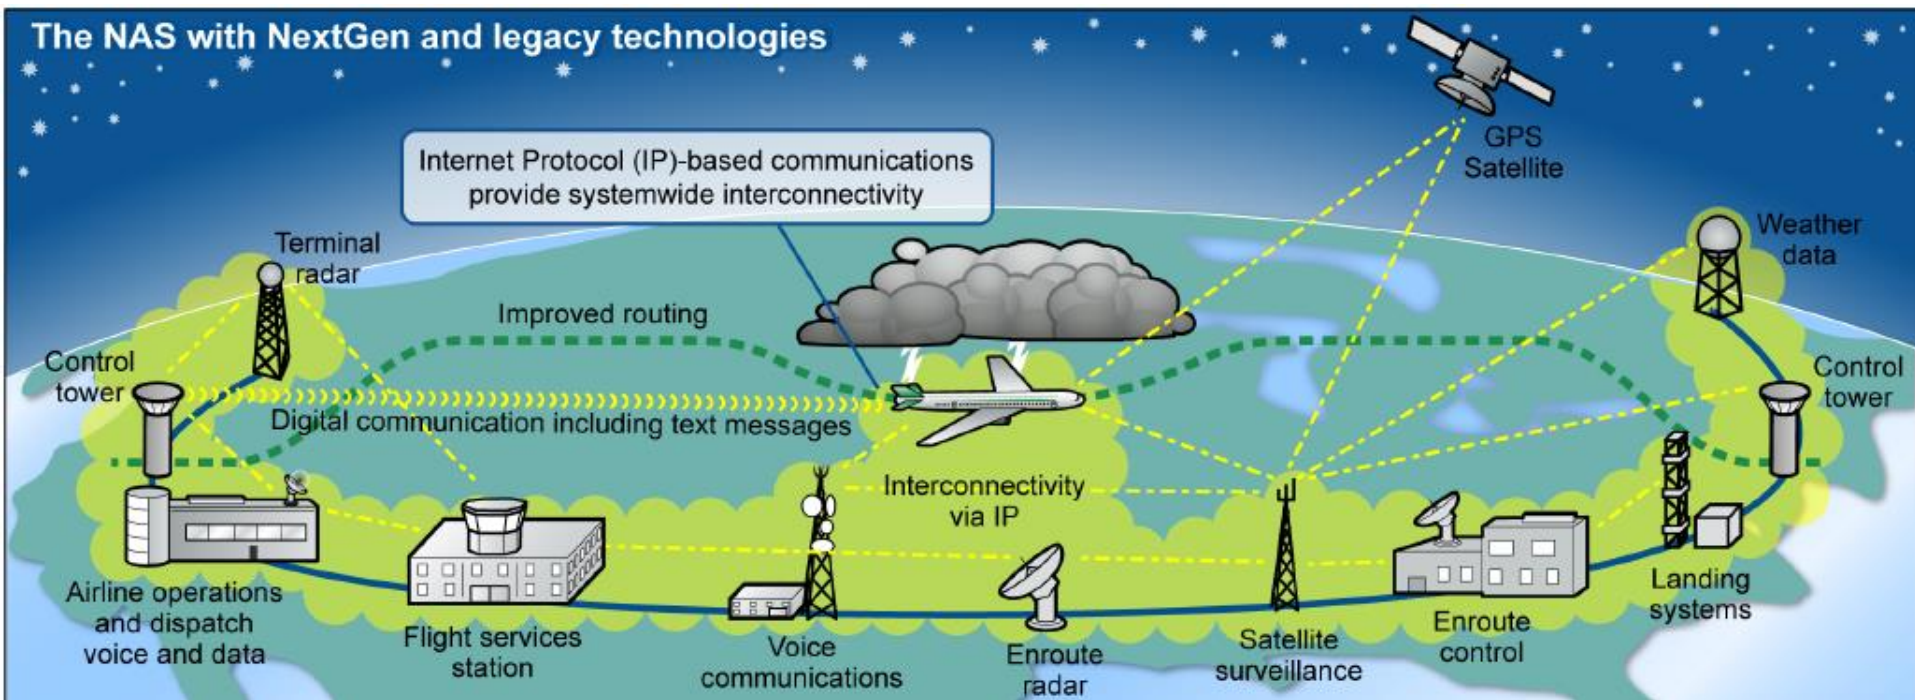 The NAS with NextGen and legacy technologies
Internet Protocol (IP)-based communications
provide systemwide interconnectivity
GPS
Satellite
Terminal
radar
Weather
data
Improved routing
Control
tower
Control
tower
Digital communication including text messages
Interconnectivity
via IP
Airline operations
and dispatch
voice and data
Flight services
station
Voice
communications
Enroute
radar
Satellite
surveillance
Enroute
control
Landing
systems